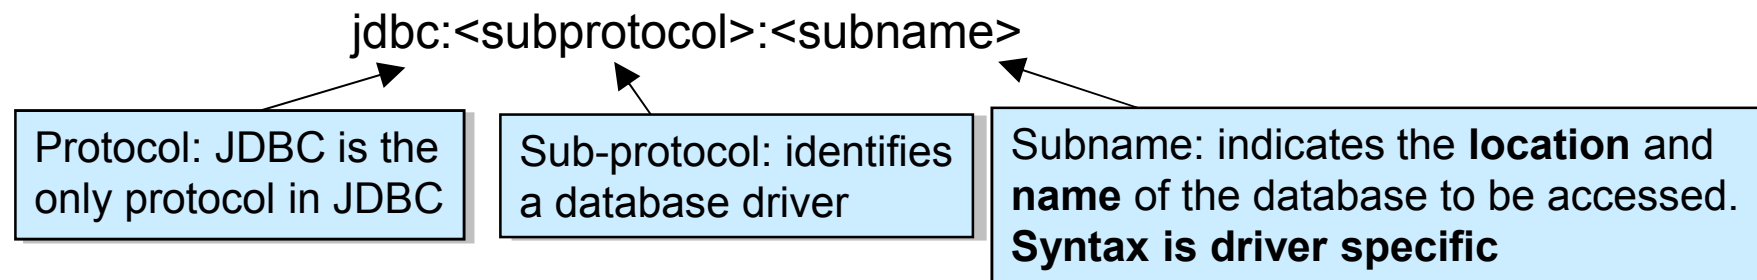 jdbc:<subprotocol>:<subname>
Protocol: JDBC is the
only protocol in JDBC
Sub-protocol: identifies
a database driver
Subname: indicates the location and
name of the database to be accessed.
Syntax is driver specific